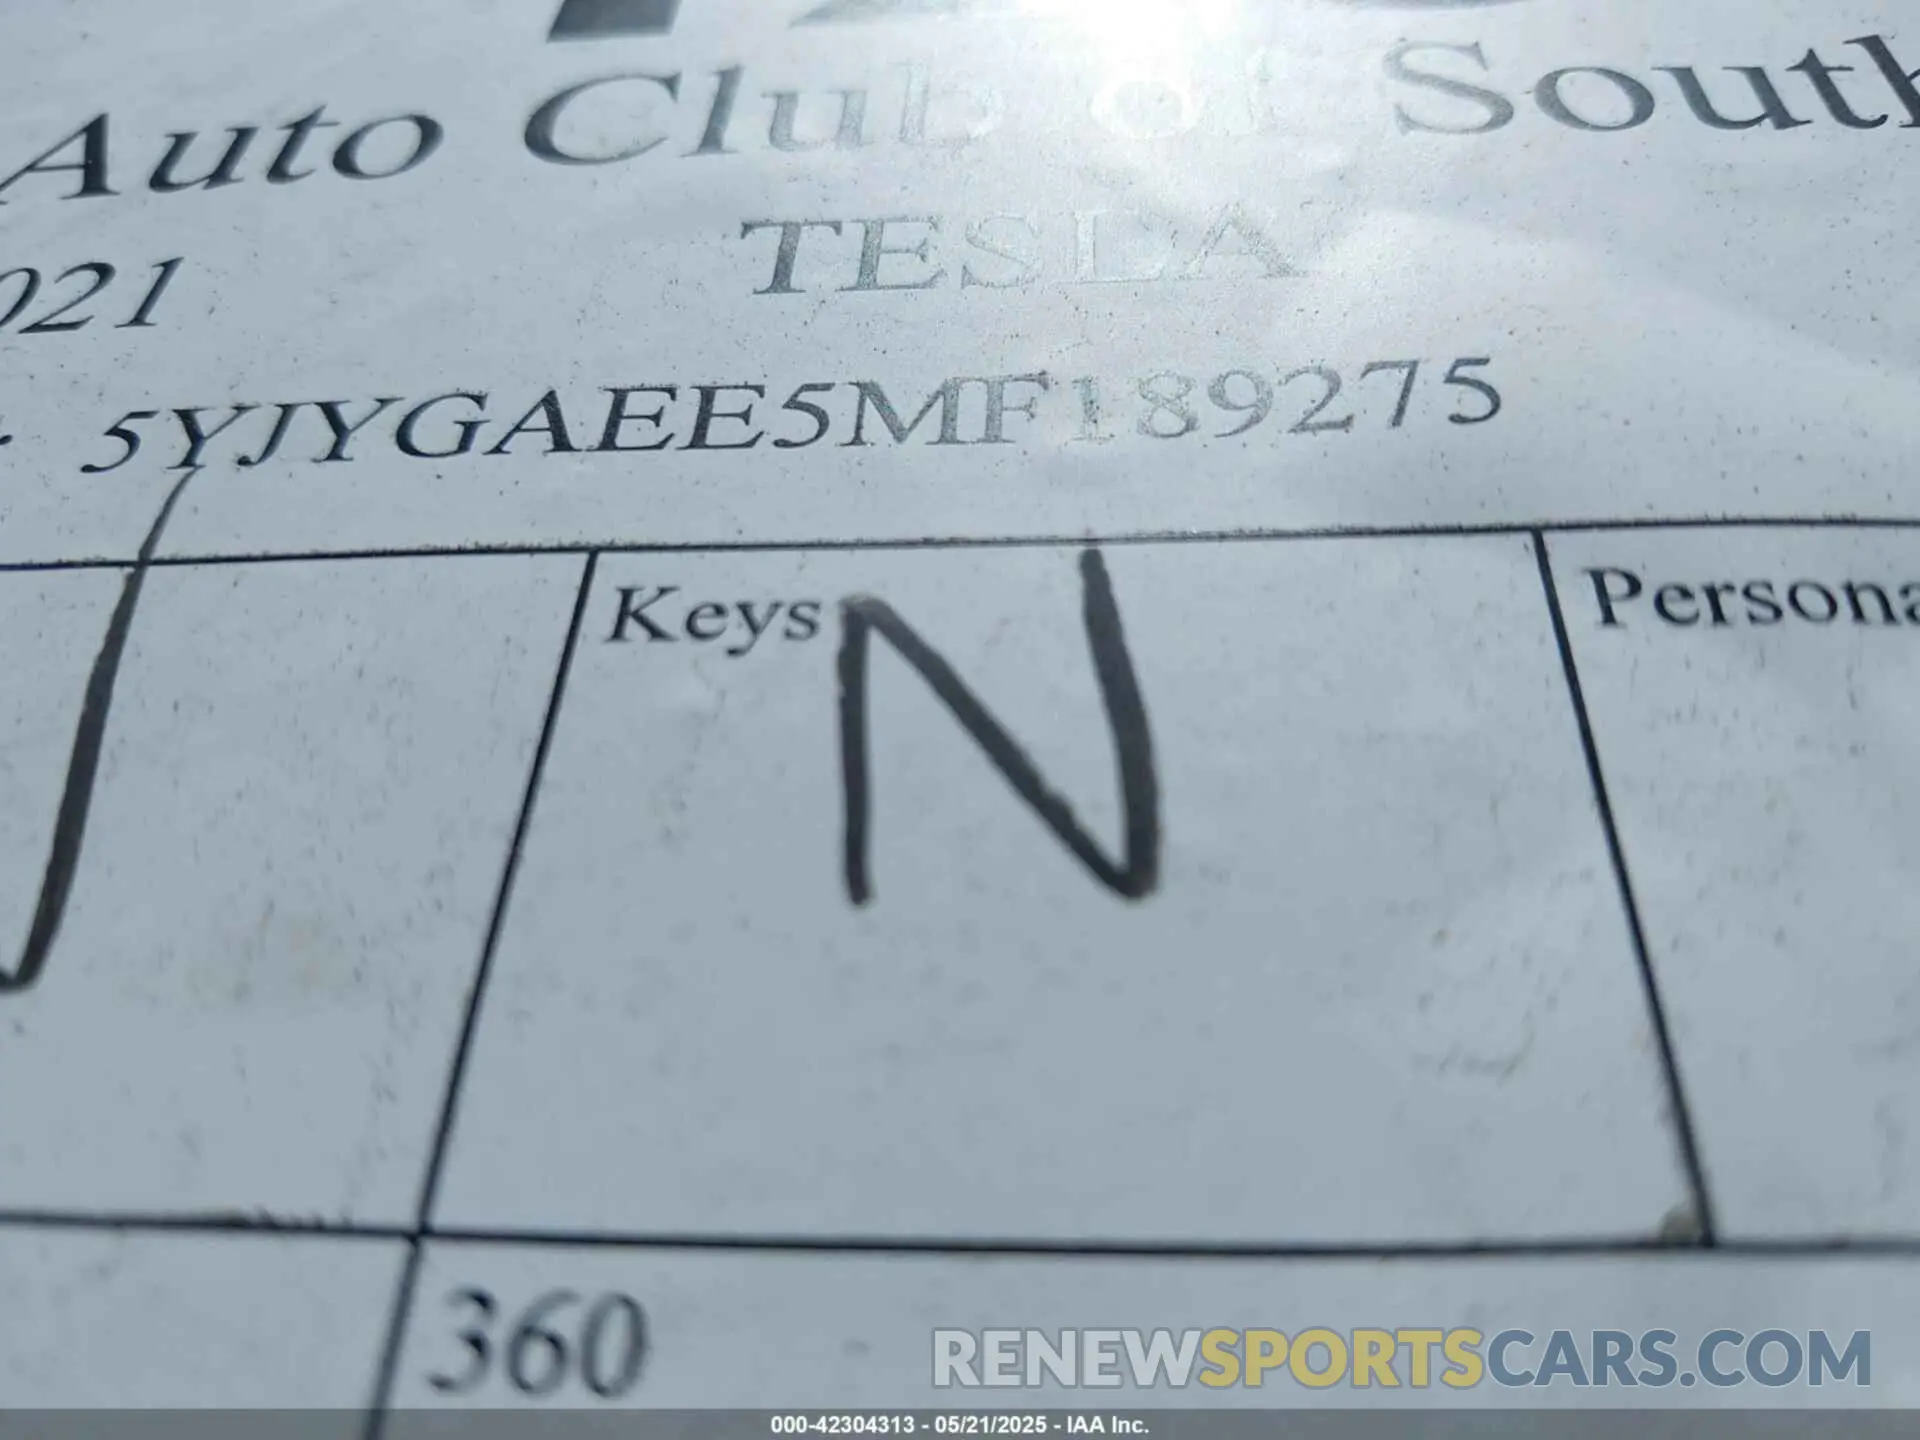 Auto Club of South
021 TESLA
5YJYGAEE5MF189275
Keys N Persona
360
RENEWSPORTSCARS.COM
000-42304313 - 05/21/2025 - IAA Inc.